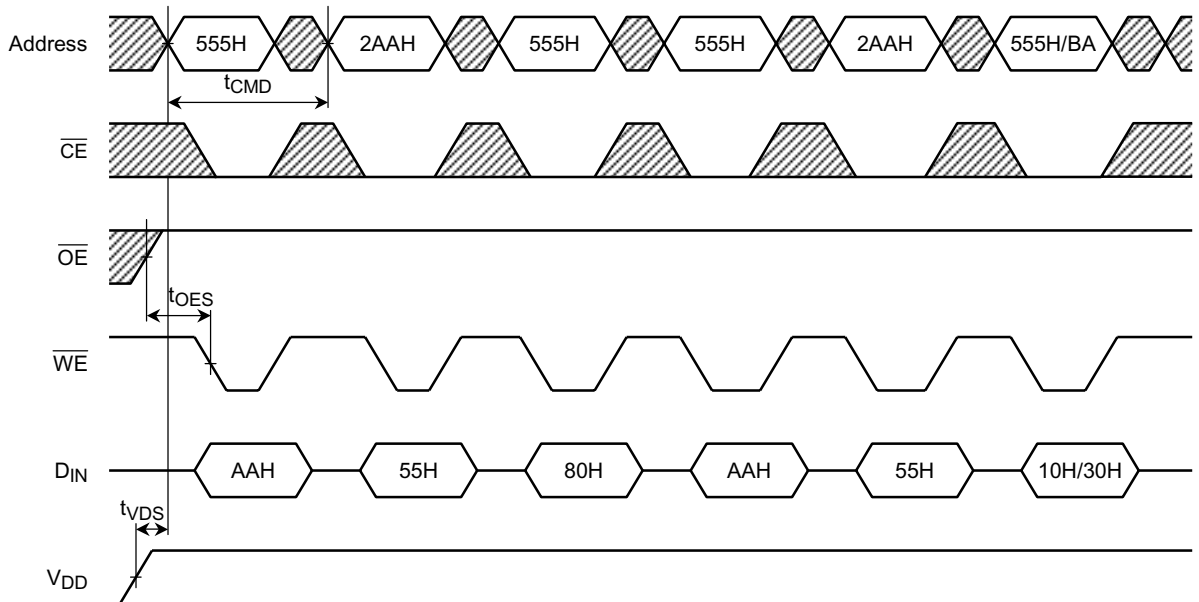 Address 555H 2AAH 555H 555H 2AAH 555H/BA
tCMD
CE
OE
tOES
WE
DIN AAH 55H 80H AAH 55H 10H/30H
tVDS
VDD